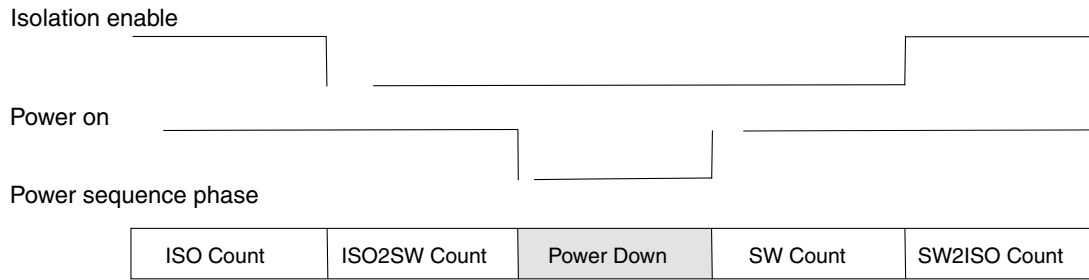 Isolation enable
Power on
Power sequence phase
ISO Count
ISO2SW Count
Power Down
SW Count
SW2ISO Count